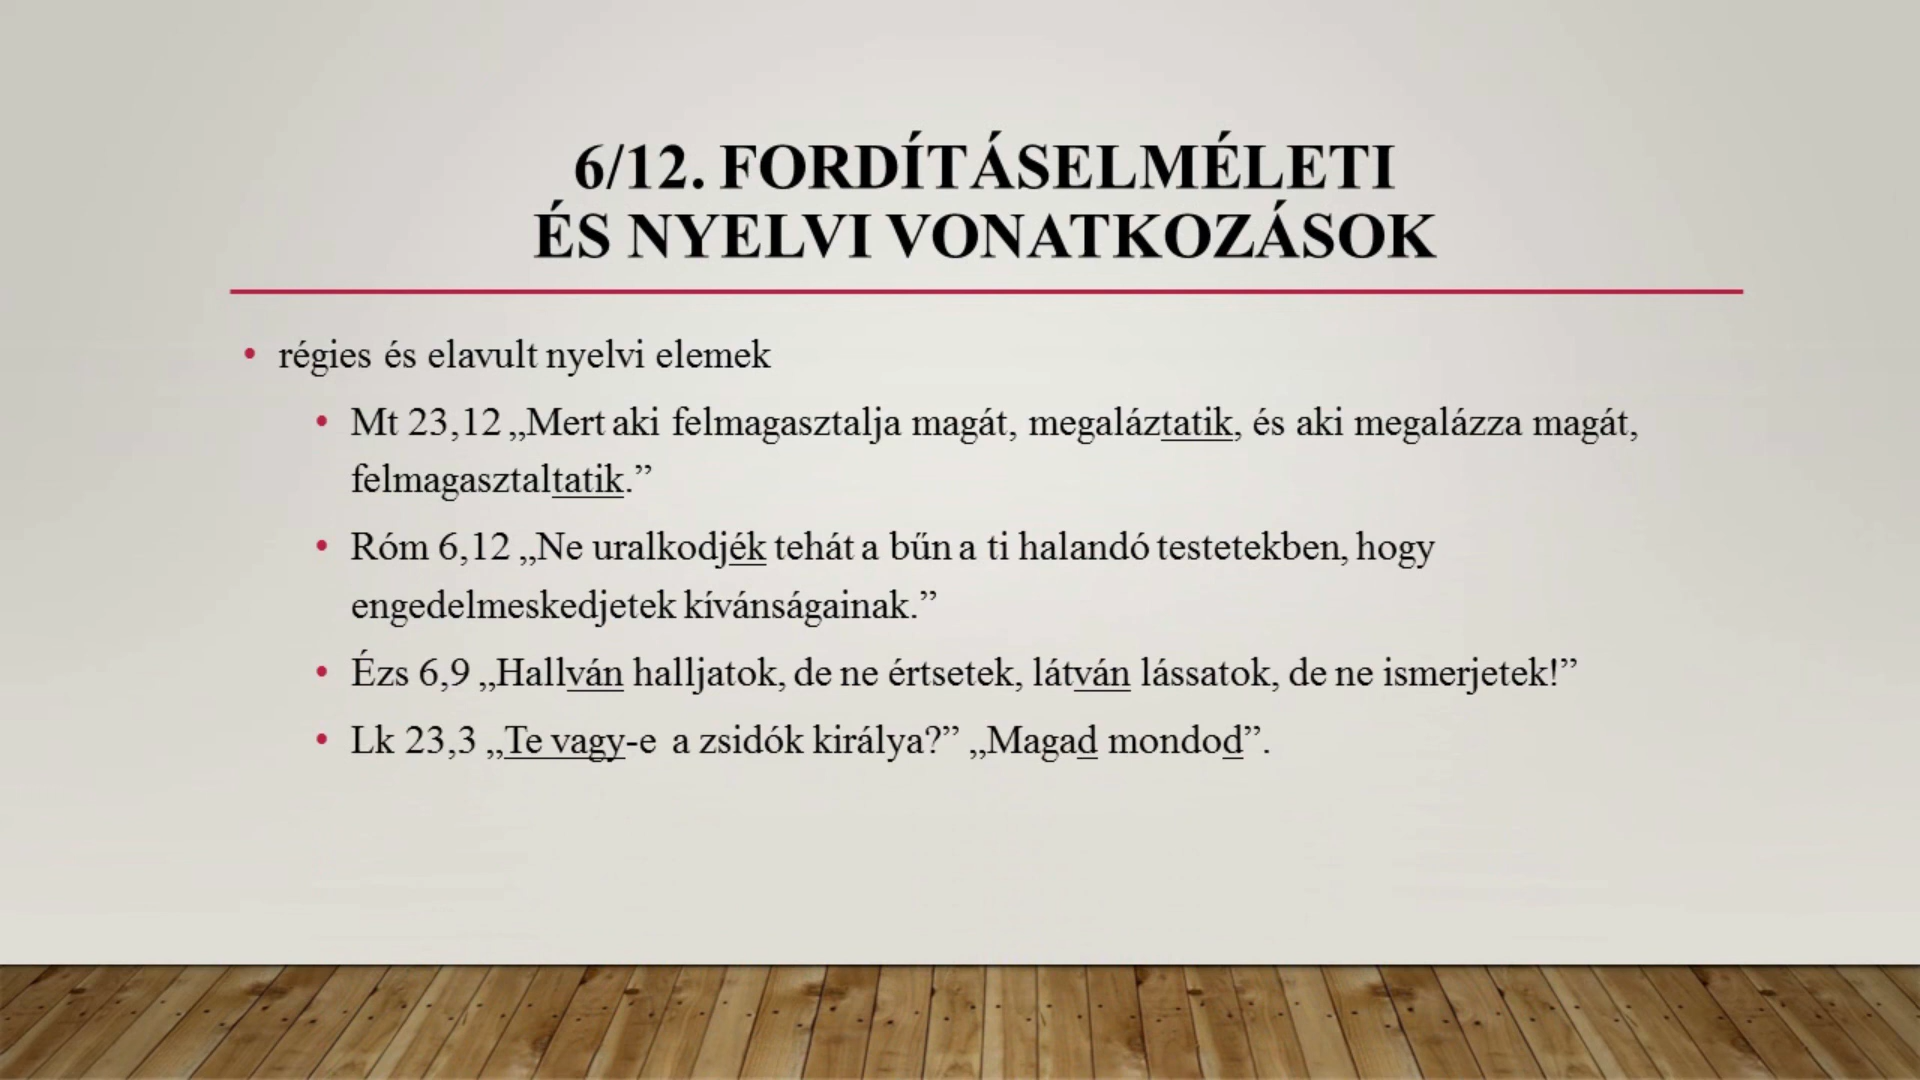 6/12. FORDÍTÁSELMÉLETI
ÉS NYELVI VONATKOZÁSOK
• régies és elavult nyelvi elemek
• Mt 23,12 „Mert aki felmagasztalja magát, megaláztatik, és aki megalázza magát,
felmagasztaltatik.”
• Róm 6,12 „Ne uralkodjék tehát a bűn a ti halandó testetekben, hogy
engedelmeskedjetek kívánságainak.”
• Ézs 6,9 „Hallván halljatok, de ne értsetek, látván lássatok, de ne ismerjetek!”
• Lk 23,3 „Te vagy-e a zsidók királya?” „Magad mondod”.